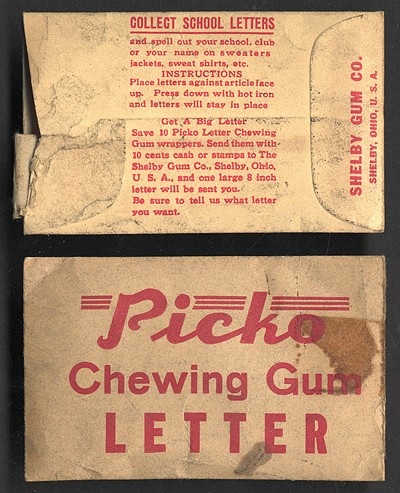 COLLECT SCHOOL LETTERS
and spell out your school, club
or your name on sweaters
jackets, sweat shirts, etc.
INSTRUCTIONS
Place letters against article face
up. Press down with hot iron
and letters will stay in place
Get A Big Letter
Save 10 Picko Letter Chewing
Gum wrappers. Send them with
10 cents cash or stamps to The
Shelby Gum Co., Shelby, Ohio,
U. S. A., and one large 8 inch
letter will be sent you.
Be sure to tell us what letter
you want.
SHELBY GUM CO.
SHELBY, OHIO, U. S. A.
Picko
Chewing Gum
LETTER